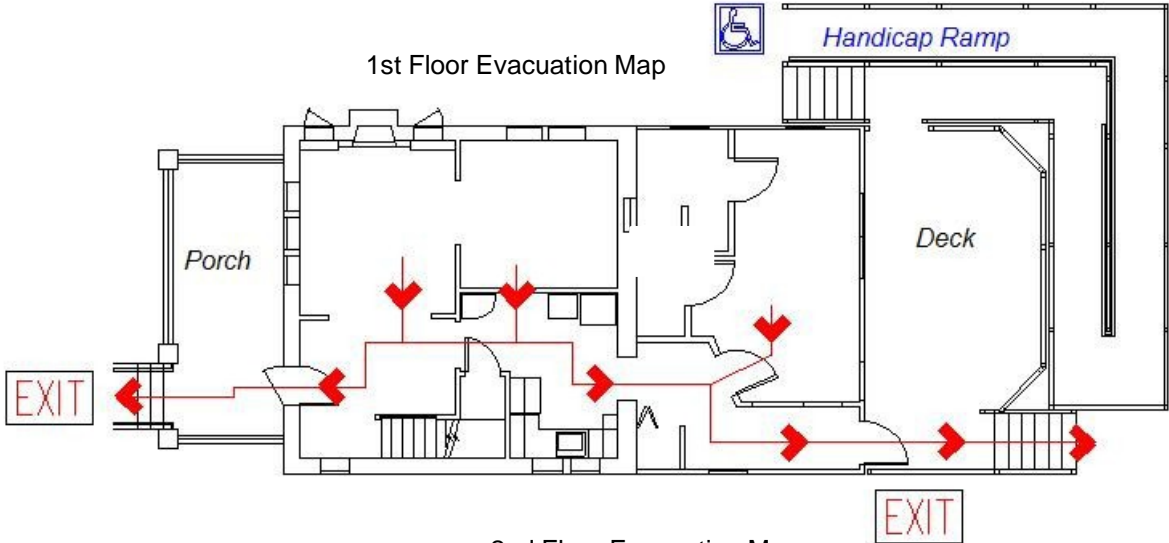 Handicap Ramp
1st Floor Evacuation Map
Porch
Deck
EXIT
EXIT